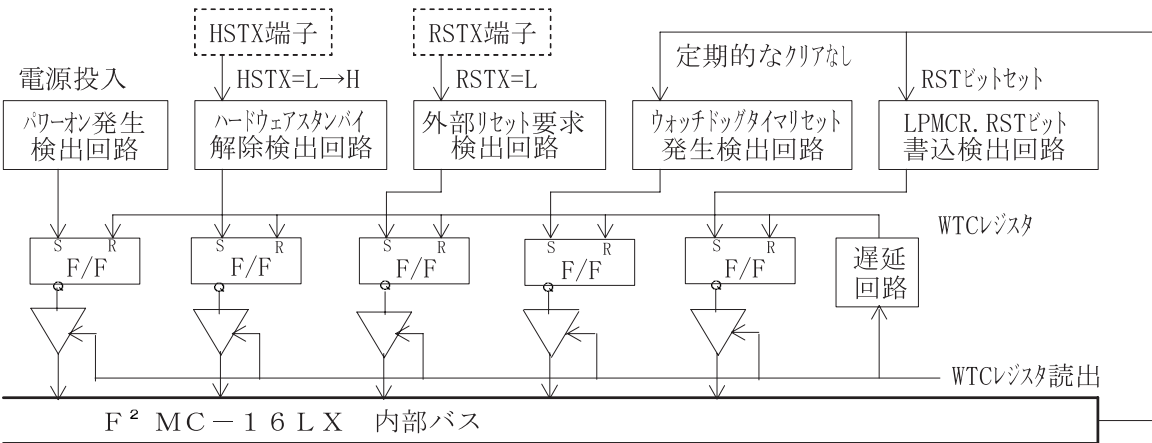 HSTX端子
RSTX端子
定期的なクリアなし
電源投入
HSTX=L→H
RSTX=L
RSTビットセット
パワーオン発生
検出回路
ハードウェアスタンバイ
解除検出回路
外部リセット要求
検出回路
ウォッチドッグタイマリセット
発生検出回路
LPMCR.RSTビット
書込検出回路
WTCレジスタ
S R
F/F
Q
S R
F/F
Q
S R
F/F
Q
S R
F/F
Q
S R
F/F
Q
遅延
回路
WTCレジスタ読出
F² MC-16LX 内部バス